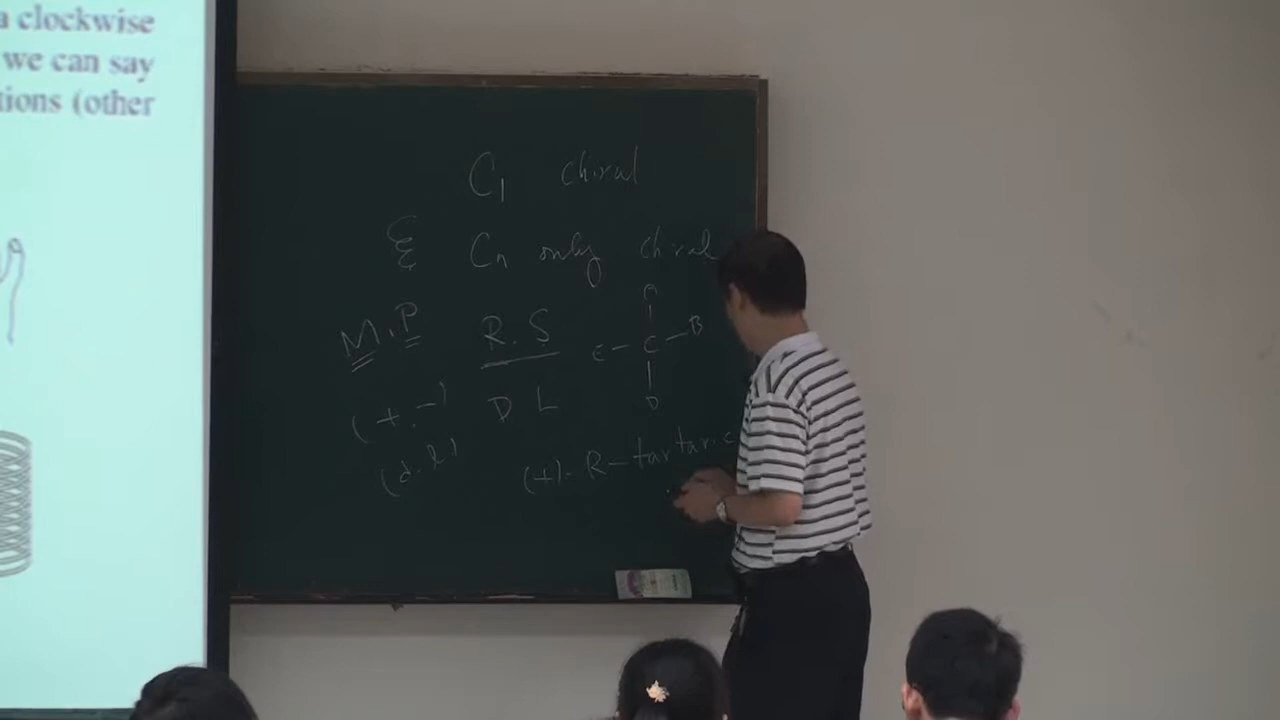 a clockwise
we can say
tions (other
C1 chiral
Cn only chiral
M. P R. S
A
C B
E C
D
(+. -) D L
(d. l)
(+). R-tartaric